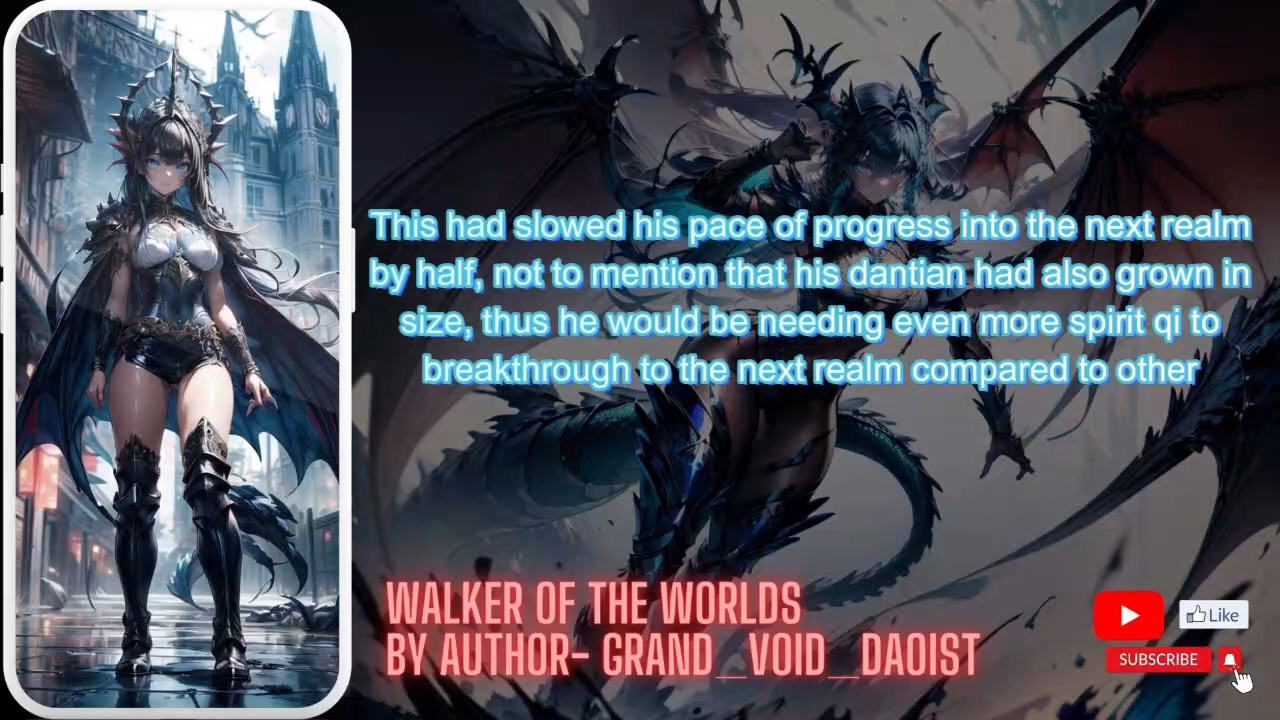 This had slowed his pace of progress into the next realm
by half, not to mention that his dantian had also grown in
size, thus he would be needing even more spirit qi to
breakthrough to the next realm compared to other
WALKER OF THE WORLDS
BY AUTHOR- GRAND_VOID_DAOIST
Like
SUBSCRIBE